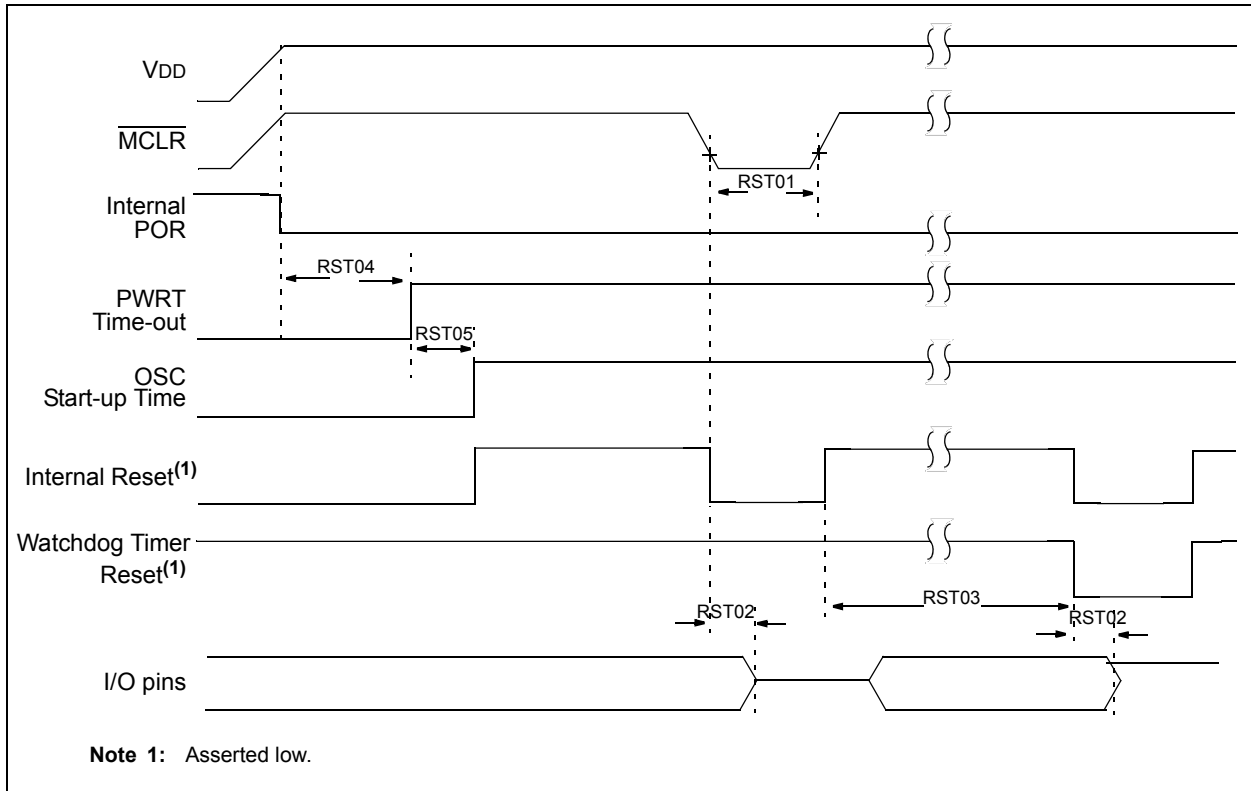 VDD
MCLR
RST01
Internal
POR
RST04
PWRT
Time-out
RST05
OSC
Start-up Time
Internal Reset(1)
Watchdog Timer
Reset(1)
RST03
RST02
RST02
I/O pins
Note 1: Asserted low.